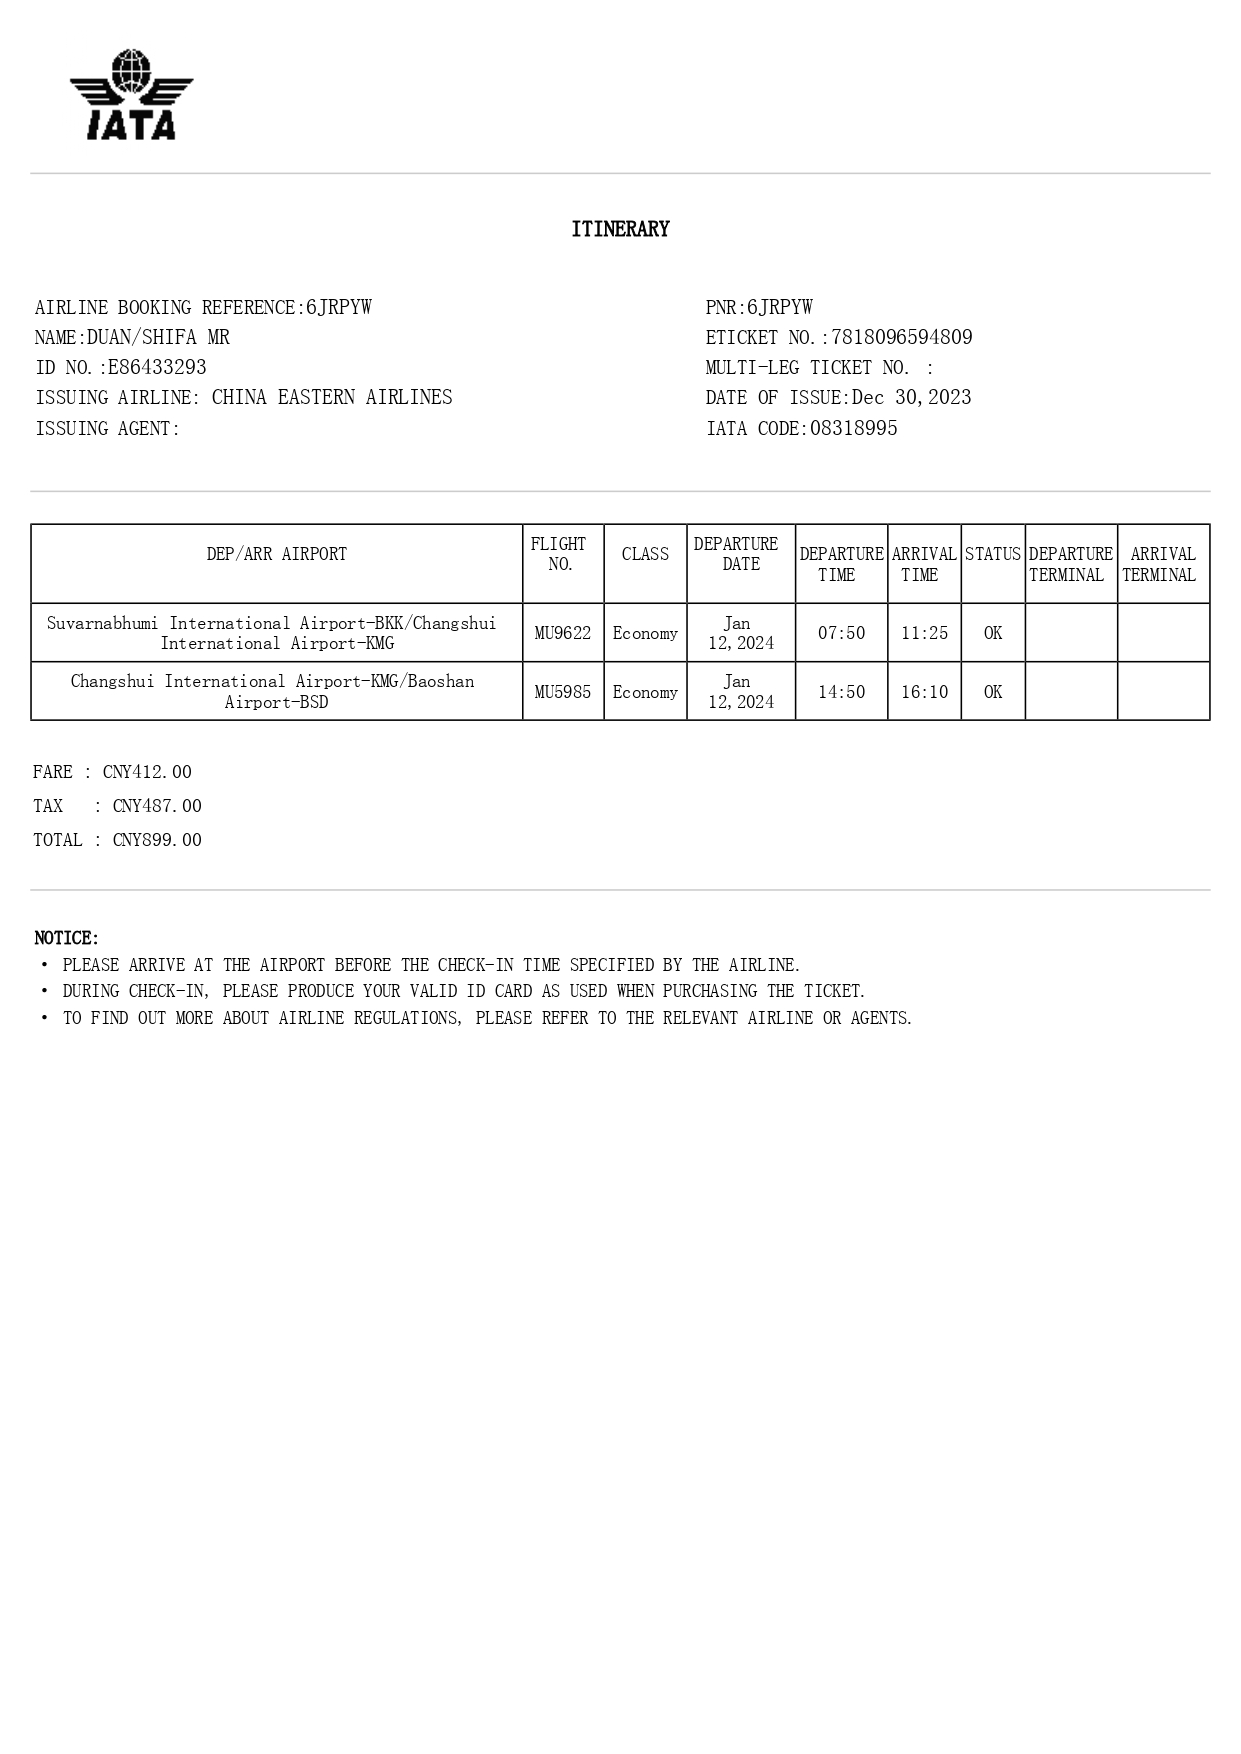 IATA
ITINERARY
AIRLINE BOOKING REFERENCE:6JRPYW
PNR:6JRPYW
NAME:DUAN/SHIFA MR
ETICKET NO.:7818096594809
ID NO.:E86433293
MULTI-LEG TICKET NO. :
ISSUING AIRLINE: CHINA EASTERN AIRLINES
DATE OF ISSUE:Dec 30,2023
ISSUING AGENT:
IATA CODE:08318995
DEP/ARR AIRPORT
FLIGHT
NO.
CLASS
DEPARTURE
DATE
DEPARTURE
TIME
ARRIVAL
TIME
STATUS
DEPARTURE
TERMINAL
ARRIVAL
TERMINAL
Suvarnabhumi International Airport-BKK/Changshui
International Airport-KMG
MU9622
Economy
Jan
12,2024
07:50
11:25
OK
Changshui International Airport-KMG/Baoshan
Airport-BSD
MU5985
Economy
Jan
12,2024
14:50
16:10
OK
FARE : CNY412.00
TAX : CNY487.00
TOTAL : CNY899.00
NOTICE:
• PLEASE ARRIVE AT THE AIRPORT BEFORE THE CHECK-IN TIME SPECIFIED BY THE AIRLINE.
• DURING CHECK-IN, PLEASE PRODUCE YOUR VALID ID CARD AS USED WHEN PURCHASING THE TICKET.
• TO FIND OUT MORE ABOUT AIRLINE REGULATIONS, PLEASE REFER TO THE RELEVANT AIRLINE OR AGENTS.